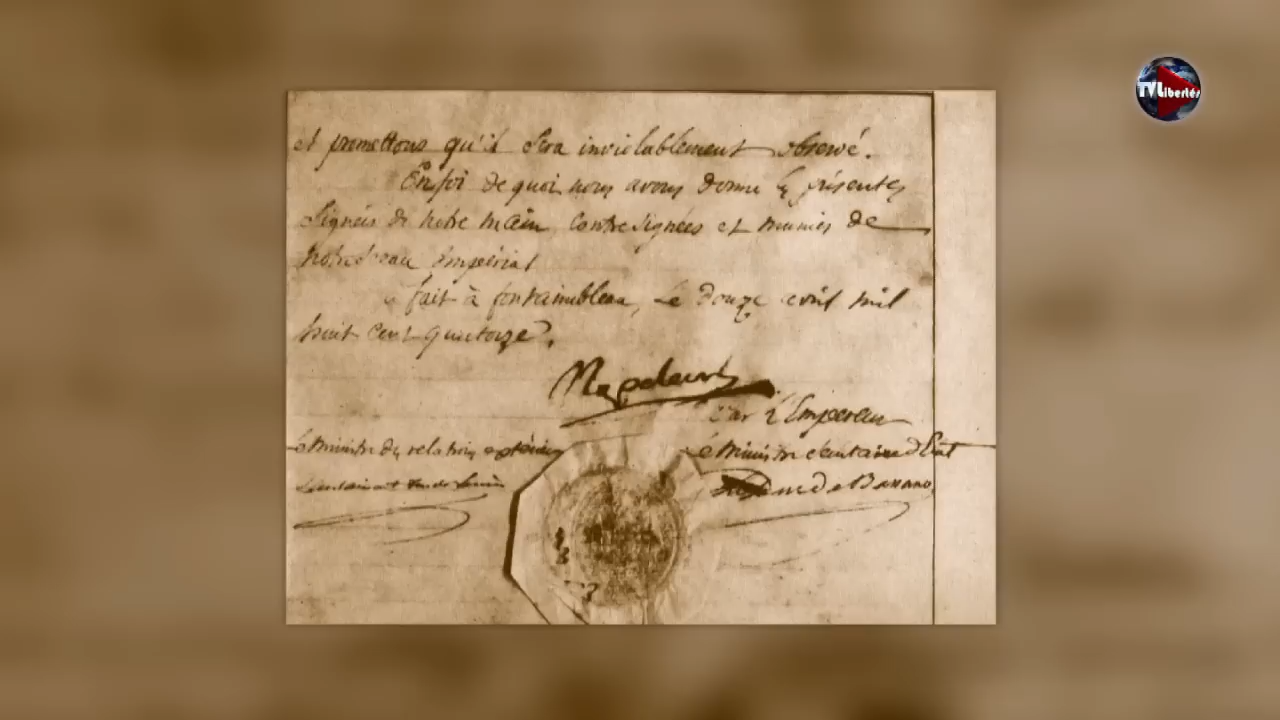 et promettons qu'il sera inviolablement observé.
En foi de quoi nous avons donné les présentes
signées de notre main contresignées et munies de
notre sceau impérial
fait à fontainebleau, le douze avril mil
huit cent quatorze.
Napoleon
Par l'Empereur
Le Ministre des relations extérieures
Le Ministre secrétaire d'Etat
Duc de Bassano
TVLibertés